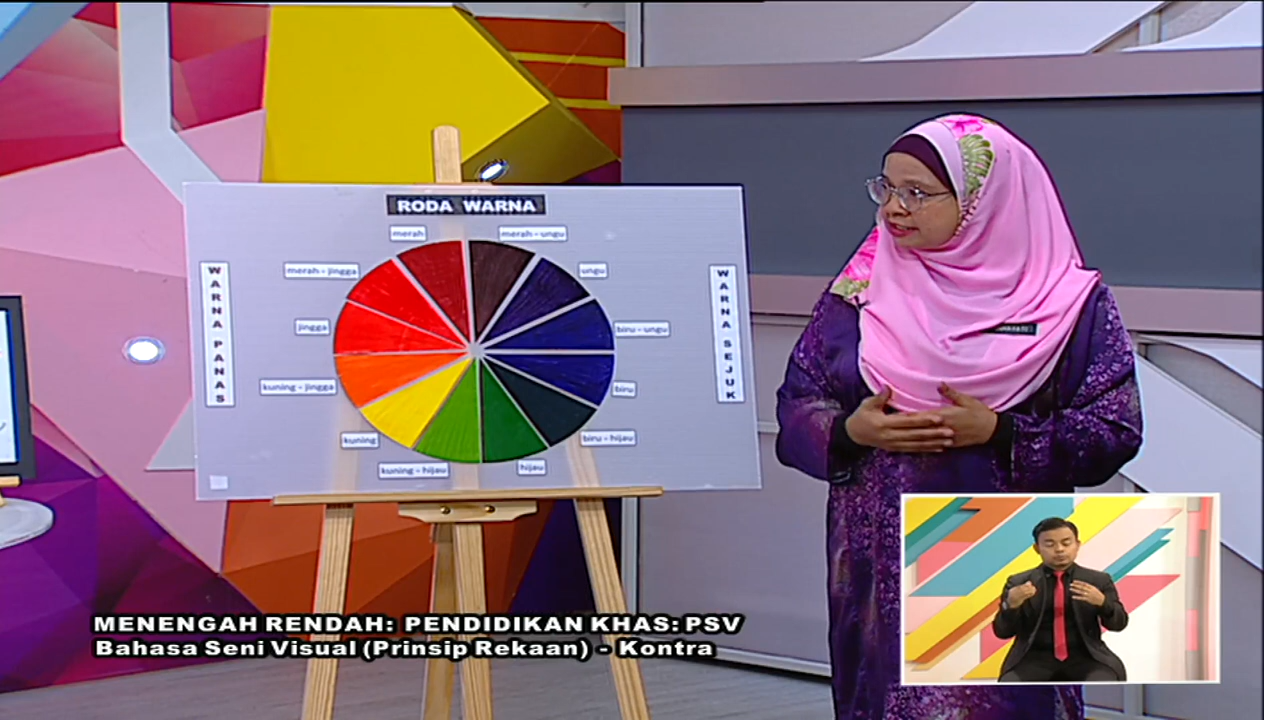 RODA WARNA
merah
merah - ungu
merah - jingga
ungu
jingga
biru - ungu
kuning - jingga
biru
kuning
biru - hijau
kuning - hijau
hijau
WARNA PANAS
WARNA SEJUK
MENENGAH RENDAH: PENDIDIKAN KHAS: PSV
Bahasa Seni Visual (Prinsip Rekaan) - Kontra